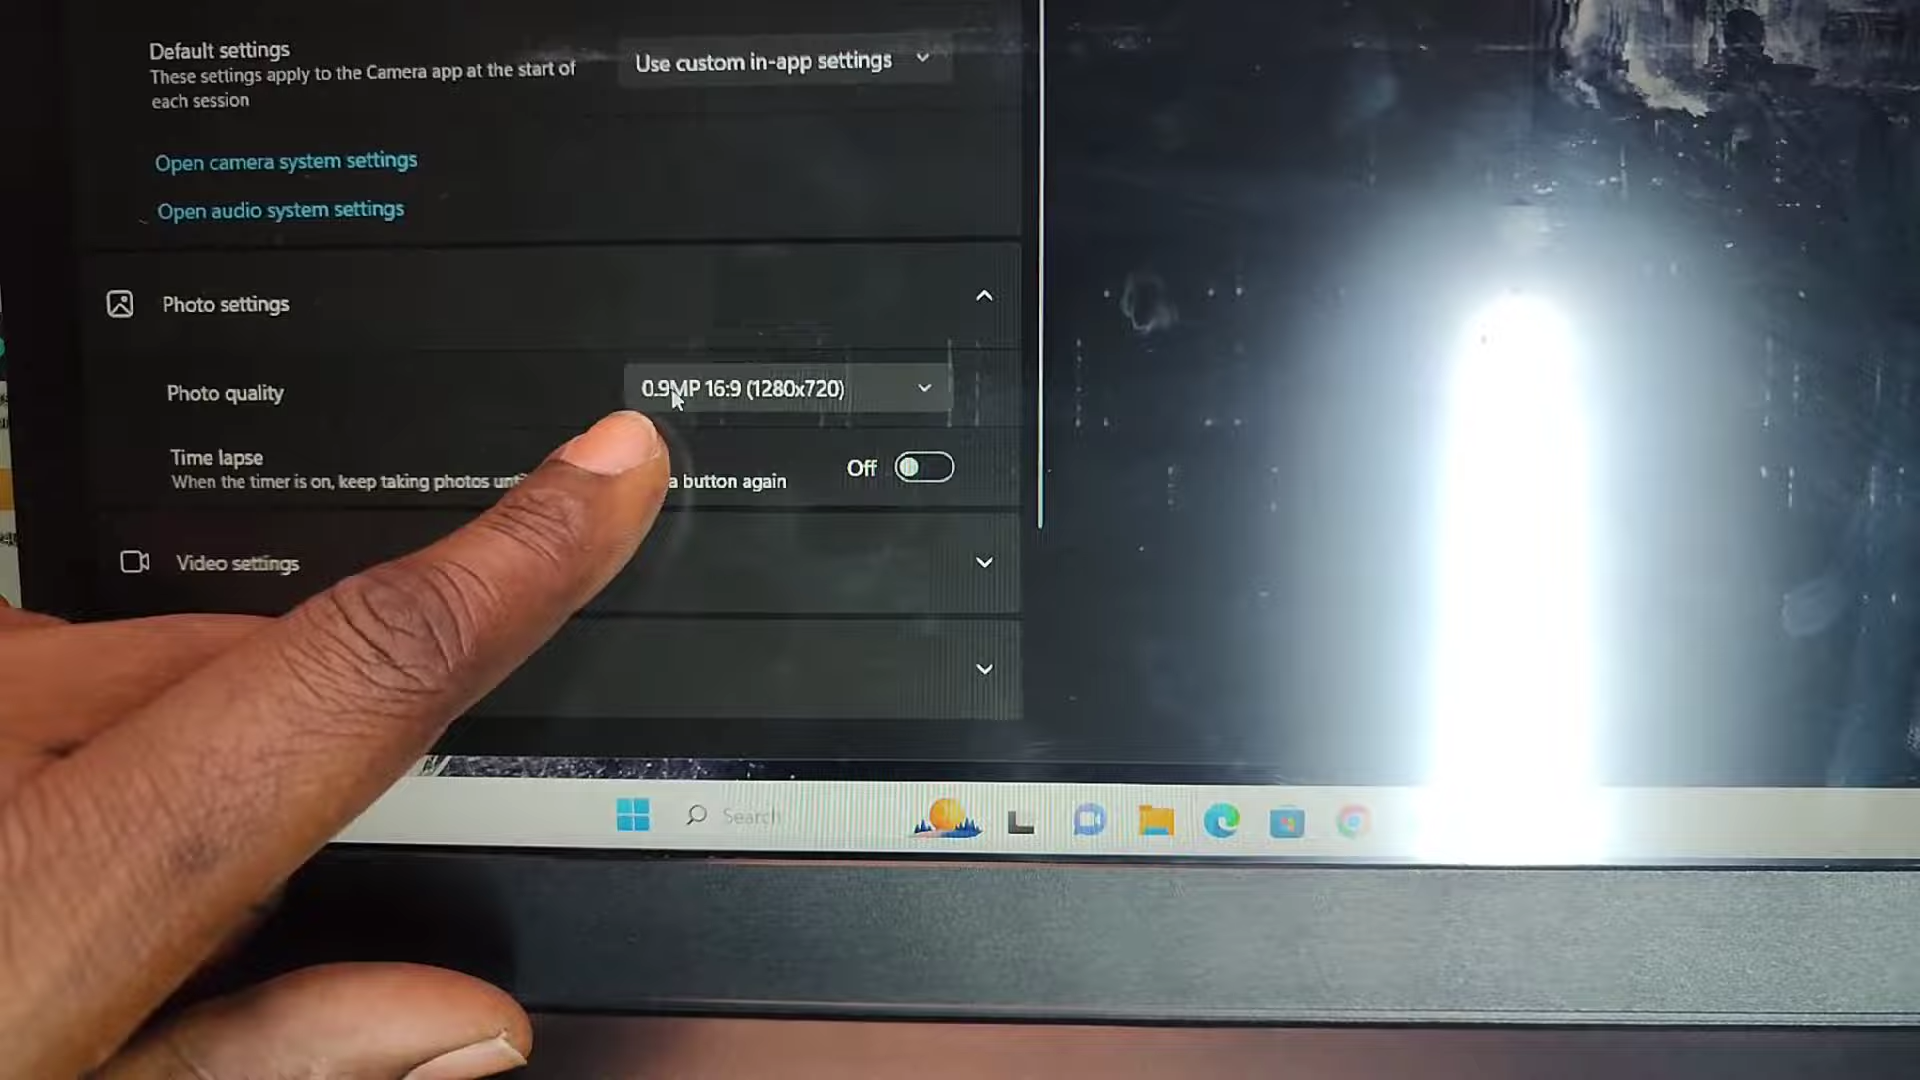 Default settings
Use custom in-app settings
These settings apply to the Camera app at the start of
each session
Open camera system settings
Open audio system settings
Photo settings
Photo quality
0.9MP 16:9 (1280x720)
Time lapse
Off
When the timer is on, keep taking photos a button again
Video settings
Search